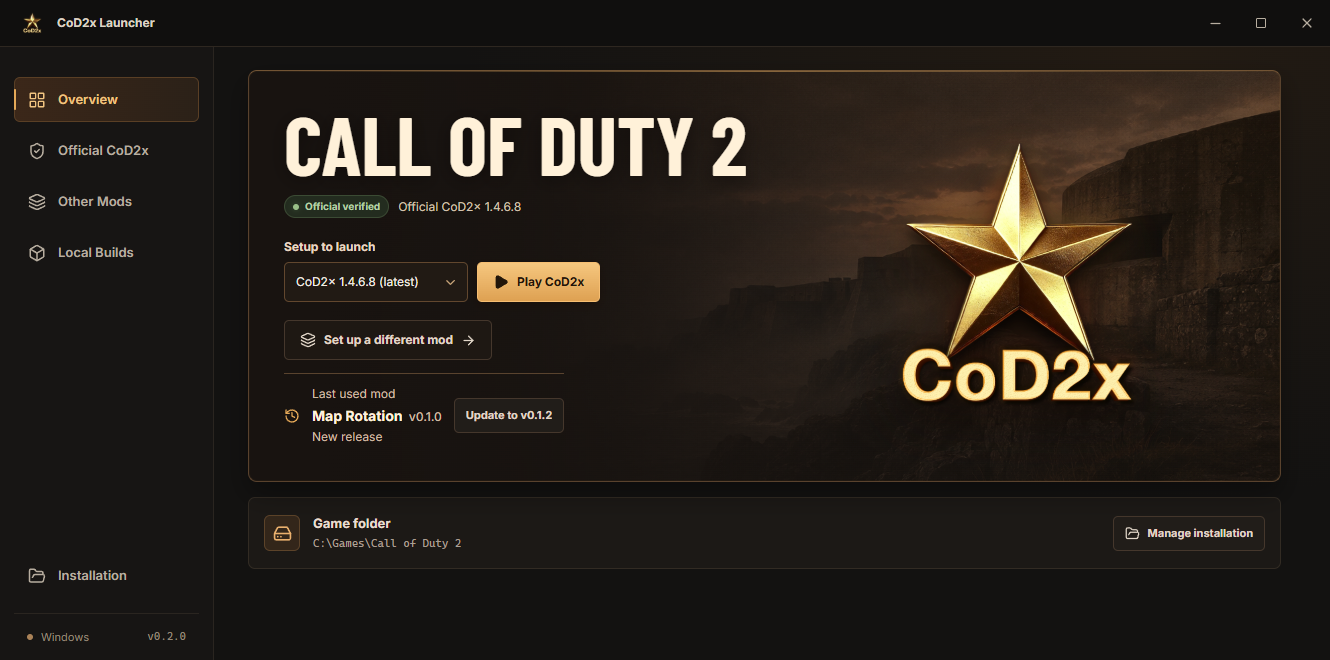 CoD2x
CoD2x Launcher
Overview
Official CoD2x
Other Mods
Local Builds
Installation
Windows
v0.2.0
CALL OF DUTY 2
Official verified
Official CoD2× 1.4.6.8
Setup to launch
CoD2× 1.4.6.8 (latest)
Play CoD2x
Set up a different mod
Last used mod
Map Rotation v0.1.0
New release
Update to v0.1.2
CoD2x
Game folder
C:\Games\Call of Duty 2
Manage installation